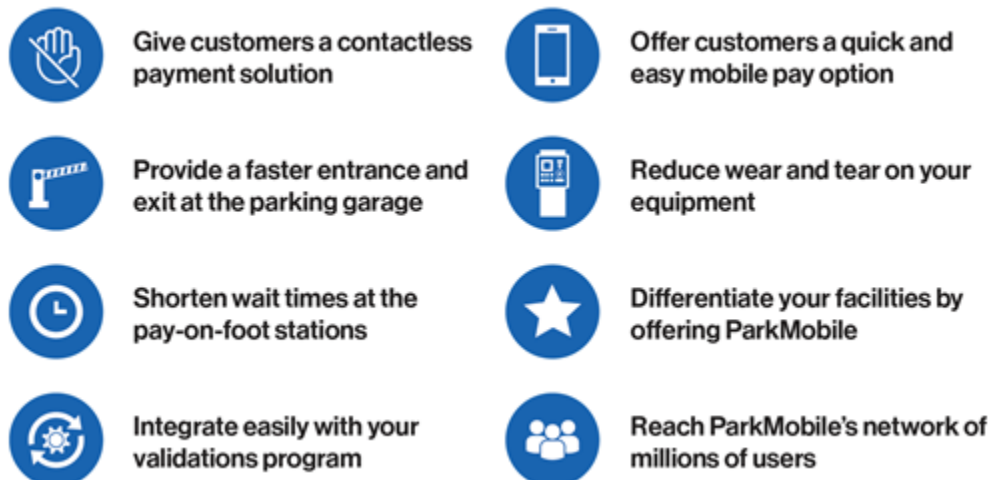 Give customers a contactless
payment solution
Offer customers a quick and
easy mobile pay option
Provide a faster entrance and
exit at the parking garage
Reduce wear and tear on your
equipment
Shorten wait times at the
pay-on-foot stations
Differentiate your facilities by
offering ParkMobile
Integrate easily with your
validations program
Reach ParkMobile’s network of
millions of users